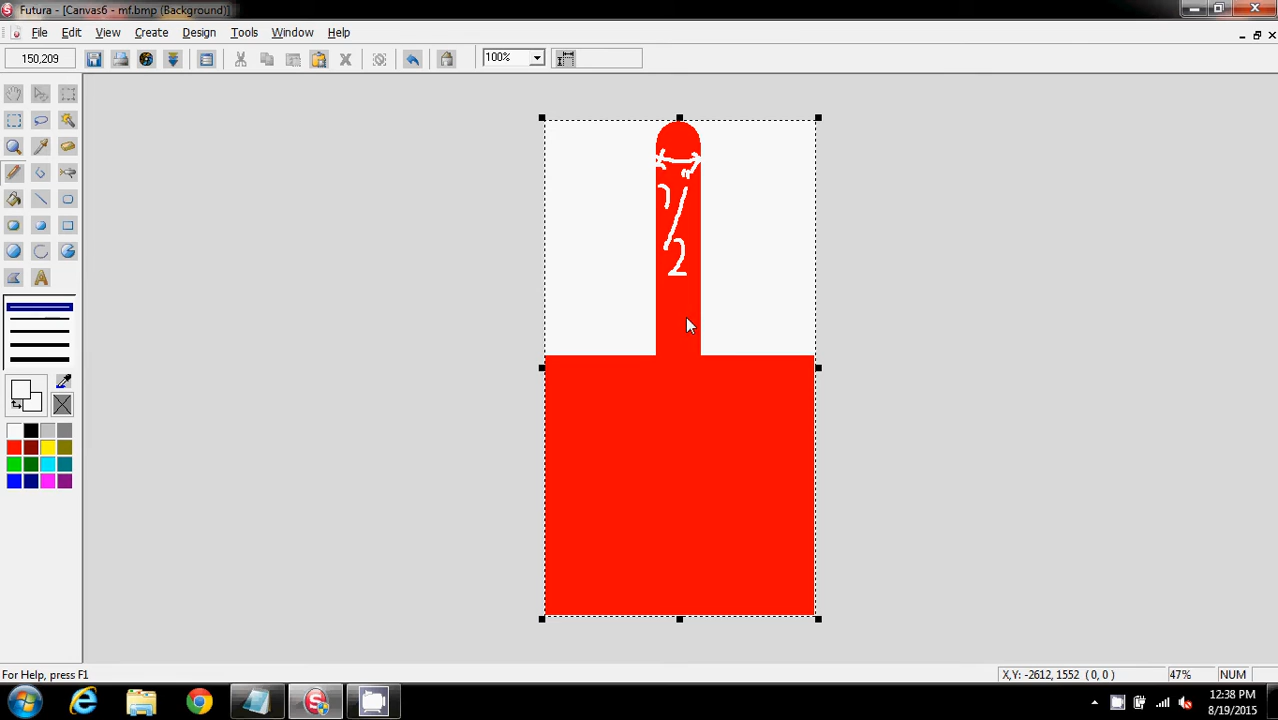 Futura - [Canvas6 - mf.bmp (Background)]
File Edit View Create Design Tools Window Help
150,209
100%
A
1/2"
For Help, press F1
X,Y: -2612, 1552 (0, 0)
47%
NUM
12:38 PM
8/19/2015